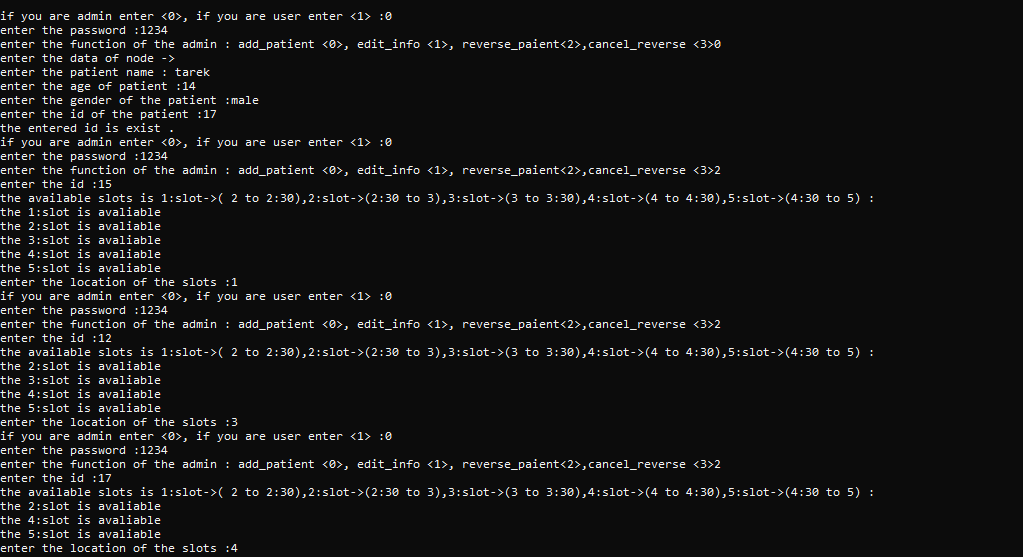 if you are admin enter <0>, if you are user enter <1> :0
enter the password :1234
enter the function of the admin : add_patient <0>, edit_info <1>, reverse_paient<2>,cancel_reverse <3>0
enter the data of node ->
enter the patient name : tarek
enter the age of patient :14
enter the gender of the patient :male
enter the id of the patient :17
the entered id is exist .
if you are admin enter <0>, if you are user enter <1> :0
enter the password :1234
enter the function of the admin : add_patient <0>, edit_info <1>, reverse_paient<2>,cancel_reverse <3>2
enter the id :15
the available slots is 1:slot->( 2 to 2:30),2:slot->(2:30 to 3),3:slot->(3 to 3:30),4:slot->(4 to 4:30),5:slot->(4:30 to 5) :
the 1:slot is avaliable
the 2:slot is avaliable
the 3:slot is avaliable
the 4:slot is avaliable
the 5:slot is avaliable
enter the location of the slots :1
if you are admin enter <0>, if you are user enter <1> :0
enter the password :1234
enter the function of the admin : add_patient <0>, edit_info <1>, reverse_paient<2>,cancel_reverse <3>2
enter the id :12
the available slots is 1:slot->( 2 to 2:30),2:slot->(2:30 to 3),3:slot->(3 to 3:30),4:slot->(4 to 4:30),5:slot->(4:30 to 5) :
the 2:slot is avaliable
the 3:slot is avaliable
the 4:slot is avaliable
the 5:slot is avaliable
enter the location of the slots :3
if you are admin enter <0>, if you are user enter <1> :0
enter the password :1234
enter the function of the admin : add_patient <0>, edit_info <1>, reverse_paient<2>,cancel_reverse <3>2
enter the id :17
the available slots is 1:slot->( 2 to 2:30),2:slot->(2:30 to 3),3:slot->(3 to 3:30),4:slot->(4 to 4:30),5:slot->(4:30 to 5) :
the 2:slot is avaliable
the 4:slot is avaliable
the 5:slot is avaliable
enter the location of the slots :4